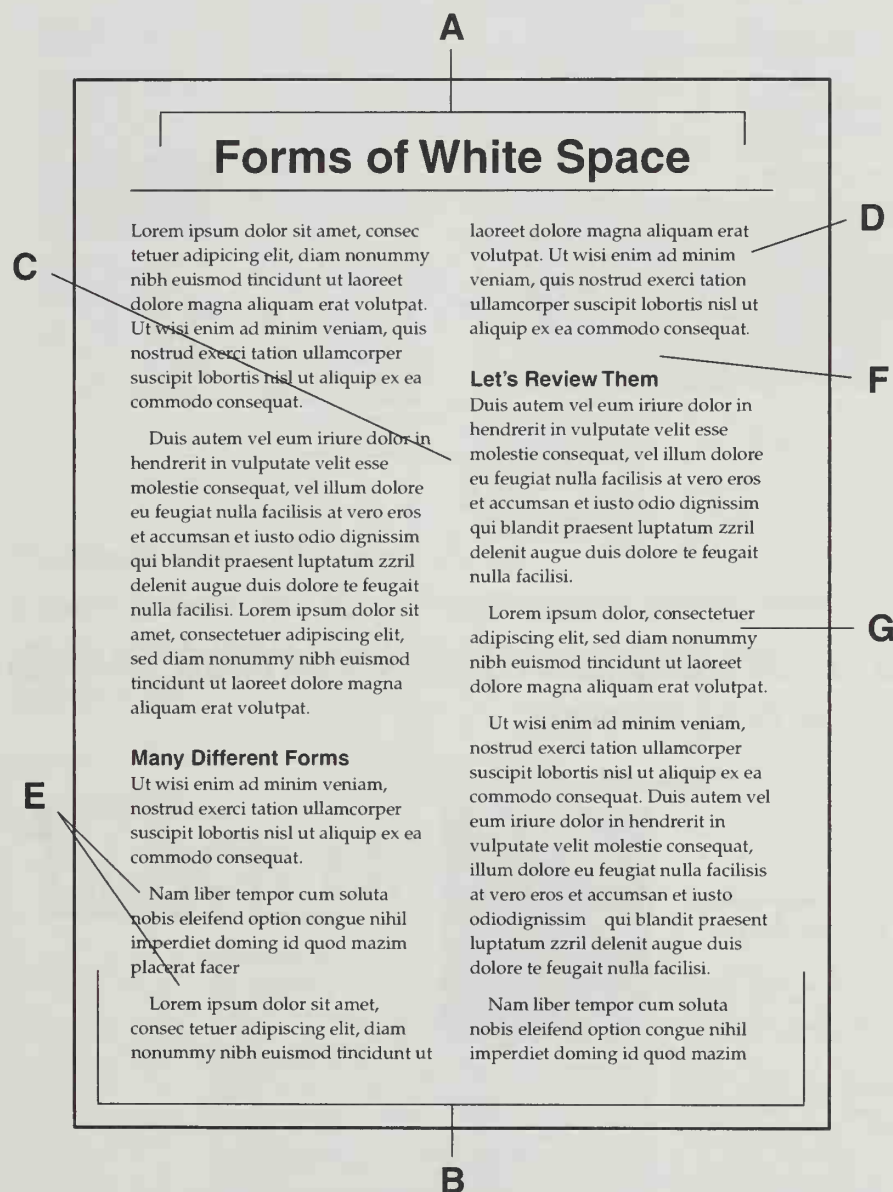 A
Forms of White Space
Lorem ipsum dolor sit amet, consec
tetuer adipicing elit, diam nonummy
nibh euismod tincidunt ut laoreet
dolore magna aliquam erat volutpat.
Ut wisi enim ad minim veniam, quis
nostrud exerci tation ullamcorper
suscipit lobortis nisl ut aliquip ex ea
commodo consequat.
Duis autem vel eum iriure dolor in
hendrerit in vulputate velit esse
molestie consequat, vel illum dolore
eu feugiat nulla facilisis at vero eros
et accumsan et iusto odio dignissim
qui blandit praesent luptatum zzril
delenit augue duis dolore te feugait
nulla facilisi. Lorem ipsum dolor sit
amet, consectetuer adipiscing elit,
sed diam nonummy nibh euismod
tincidunt ut laoreet dolore magna
aliquam erat volutpat.
Many Different Forms
Ut wisi enim ad minim veniam,
nostrud exerci tation ullamcorper
suscipit lobortis nisl ut aliquip ex ea
commodo consequat.
Nam liber tempor cum soluta
nobis eleifend option congue nihil
imperdiet doming id quod mazim
placerat facer
Lorem ipsum dolor sit amet,
consec tetuer adipiscing elit, diam
nonummy nibh euismod tincidunt ut
laoreet dolore magna aliquam erat
volutpat. Ut wisi enim ad minim
veniam, quis nostrud exerci tation
ullamcorper suscipit lobortis nisl ut
aliquip ex ea commodo consequat.
Let's Review Them
Duis autem vel eum iriure dolor in
hendrerit in vulputate velit esse
molestie consequat, vel illum dolore
eu feugiat nulla facilisis at vero eros
et accumsan et iusto odio dignissim
qui blandit praesent luptatum zzril
delenit augue duis dolore te feugait
nulla facilisi.
Lorem ipsum dolor, consectetuer
adipiscing elit, sed diam nonummy
nibh euismod tincidunt ut laoreet
dolore magna aliquam erat volutpat.
Ut wisi enim ad minim veniam,
nostrud exerci tation ullamcorper
suscipit lobortis nisl ut aliquip ex ea
commodo consequat. Duis autem vel
eum iriure dolor in hendrerit in
vulputate velit molestie consequat,
illum dolore eu feugiat nulla facilisis
at vero eros et accumsan et iusto
odiodignissim qui blandit praesent
luptatum zzril delenit augue duis
dolore te feugait nulla facilisi.
Nam liber tempor cum soluta
nobis eleifend option congue nihil
imperdiet doming id quod mazim
C
E
D
F
G
B